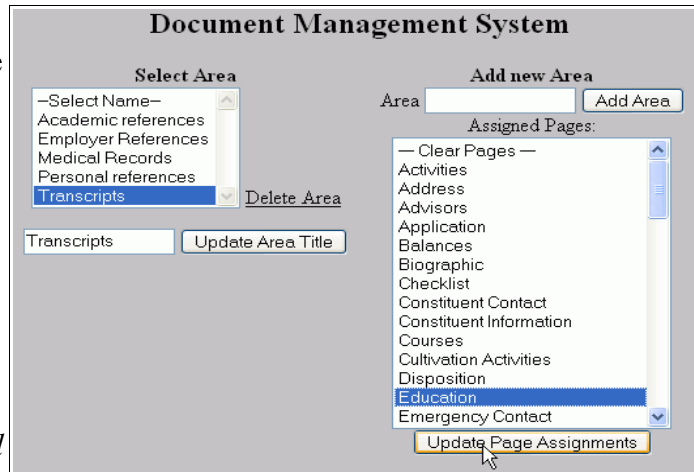 Document Management System
Select Area
--Select Name--
Academic references
Employer References
Medical Records
Personal references
Transcripts
Delete Area
Transcripts
Update Area Title
Add new Area
Area
Add Area
Assigned Pages:
— Clear Pages —
Activities
Address
Advisors
Application
Balances
Biographic
Checklist
Constituent Contact
Constituent Information
Courses
Cultivation Activities
Disposition
Education
Emergency Contact
Update Page Assignments